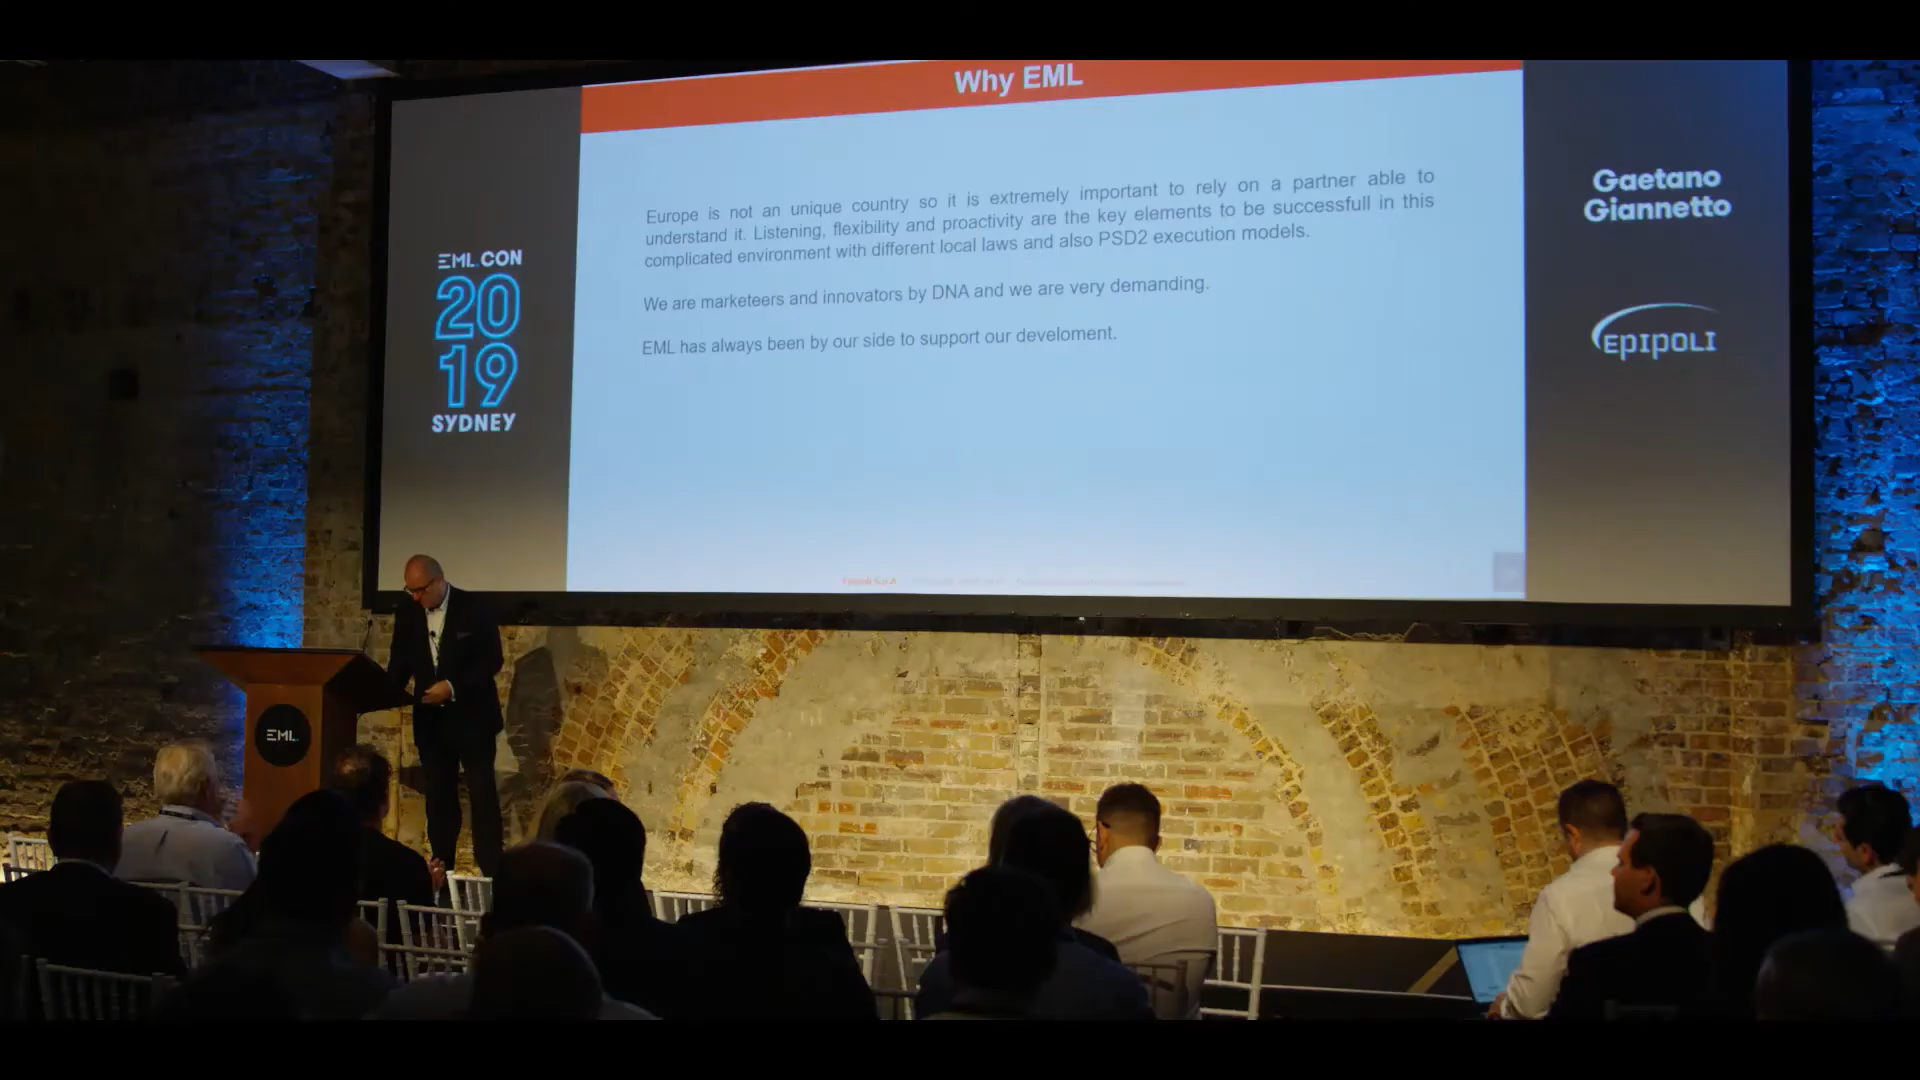 Why EML
Europe is not an unique country so it is extremely important to rely on a partner able to
understand it. Listening, flexibility and proactivity are the key elements to be successfull in this
complicated environment with different local laws and also PSD2 execution models.
We are marketeers and innovators by DNA and we are very demanding.
EML has always been by our side to support our develoment.
EML CON
20
19
SYDNEY
Gaetano
Giannetto
EPIPOLI
EML